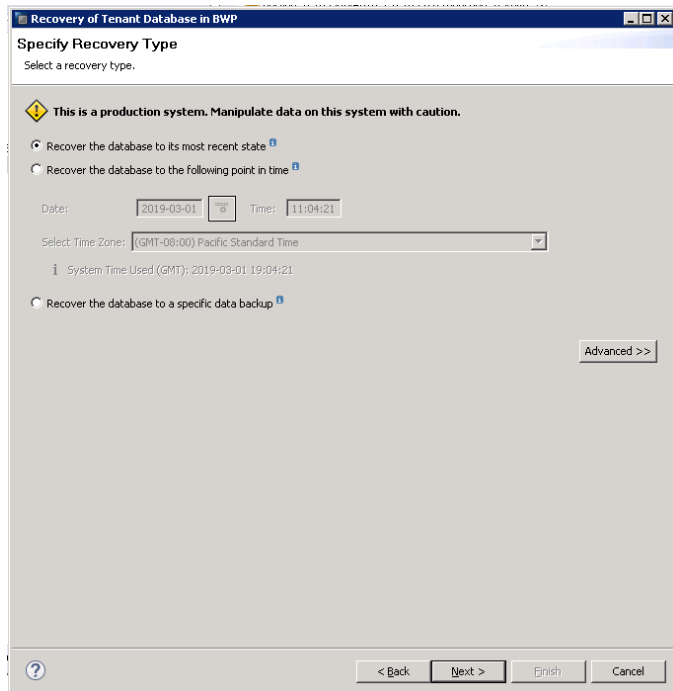 Recovery of Tenant Database in BWP
Specify Recovery Type
Select a recovery type.
This is a production system. Manipulate data on this system with caution.
Recover the database to its most recent state
Recover the database to the following point in time
Date: 2019-03-01 Time: 11:04:21
Select Time Zone: (GMT-08:00) Pacific Standard Time
System Time Used (GMT): 2019-03-01 19:04:21
Recover the database to a specific data backup
Advanced >>
< Back Next > Finish Cancel